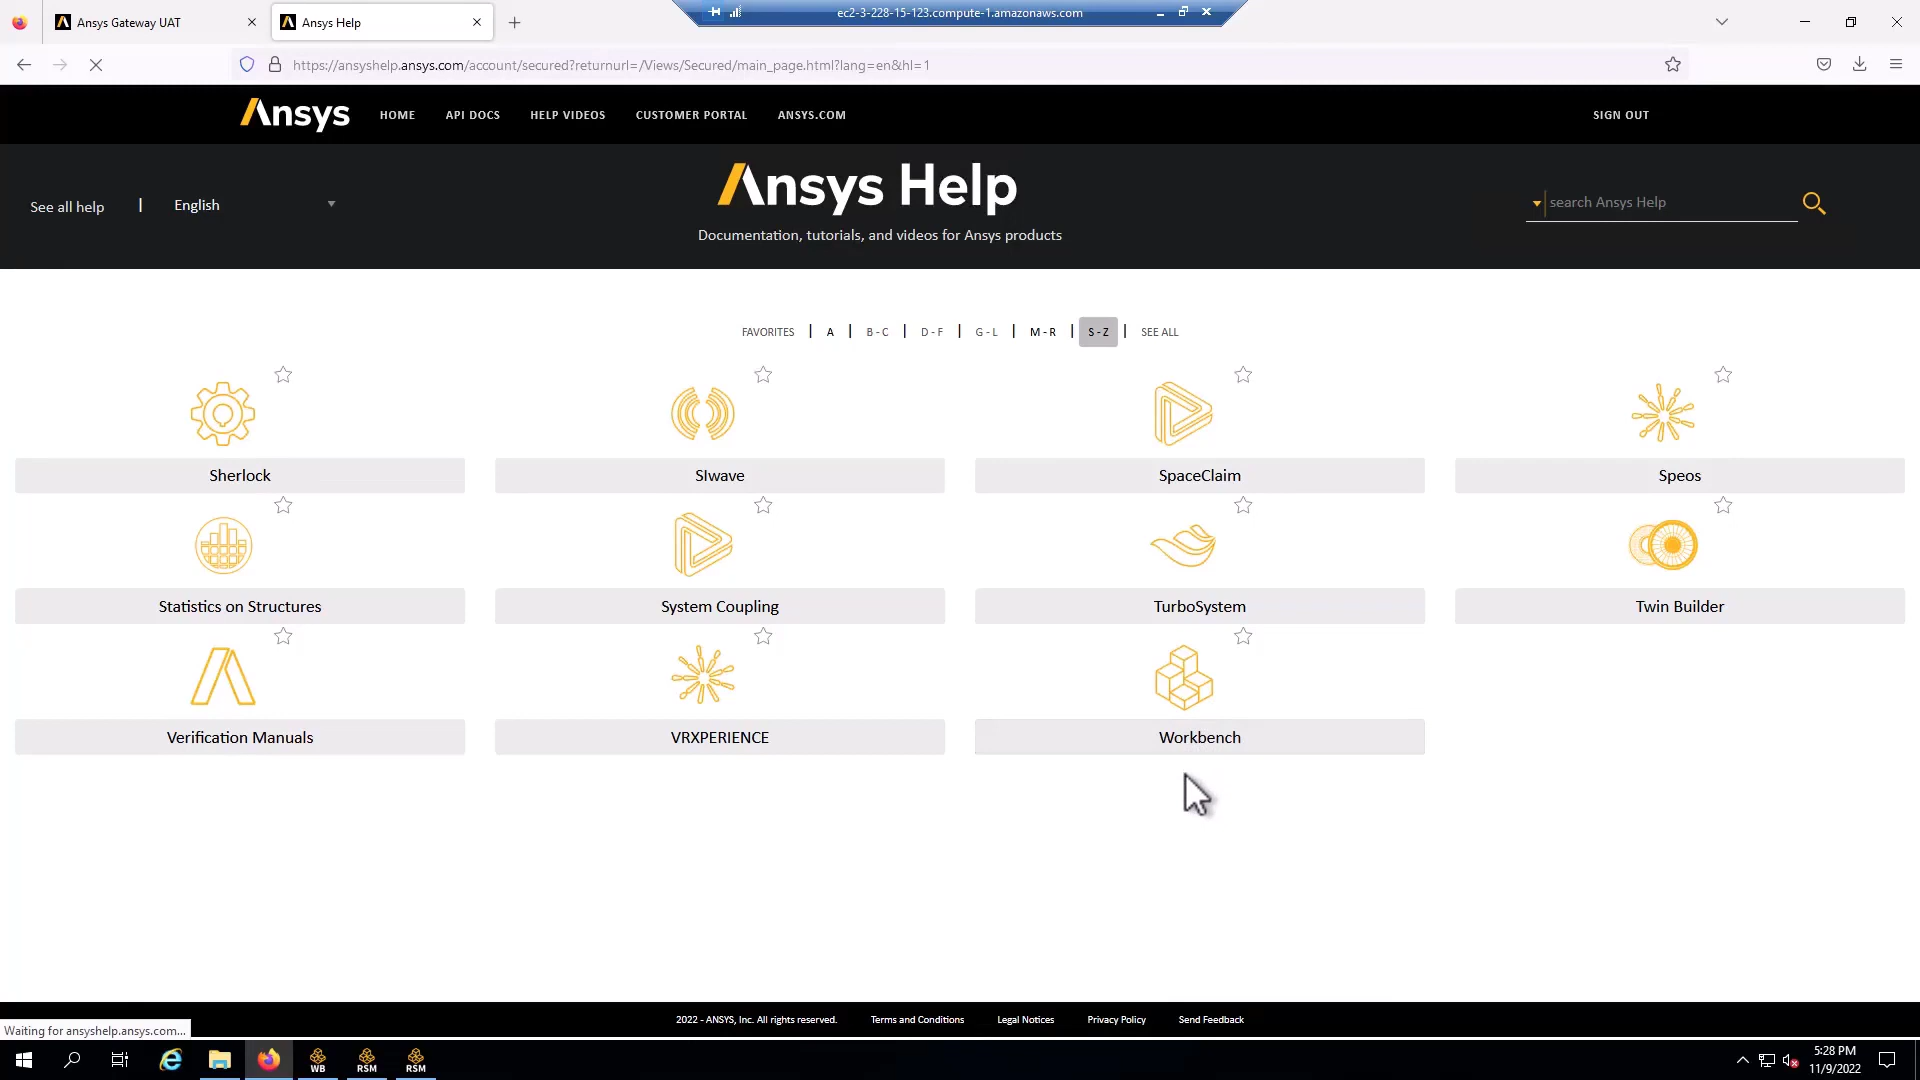 Ansys Gateway UAT
Ansys Help
ec2-3-228-15-123.compute-1.amazonaws.com
https://ansyshelp.ansys.com/account/secured?returnurl=/Views/Secured/main_page.html?lang=en&hl=1
Ansys HOME API DOCS HELP VIDEOS CUSTOMER PORTAL ANSYS.COM SIGN OUT
See all help | English
Ansys Help
Documentation, tutorials, and videos for Ansys products
search Ansys Help
FAVORITES | A | B - C | D - F | G - L | M - R | S - Z | SEE ALL
Sherlock
SIwave
SpaceClaim
Speos
Statistics on Structures
System Coupling
TurboSystem
Twin Builder
Verification Manuals
VRXPERIENCE
Workbench
2022 - ANSYS, Inc. All rights reserved. Terms and Conditions Legal Notices Privacy Policy Send Feedback
Waiting for ansyshelp.ansys.com...
WB
RSM
RSM
5:28 PM
11/9/2022